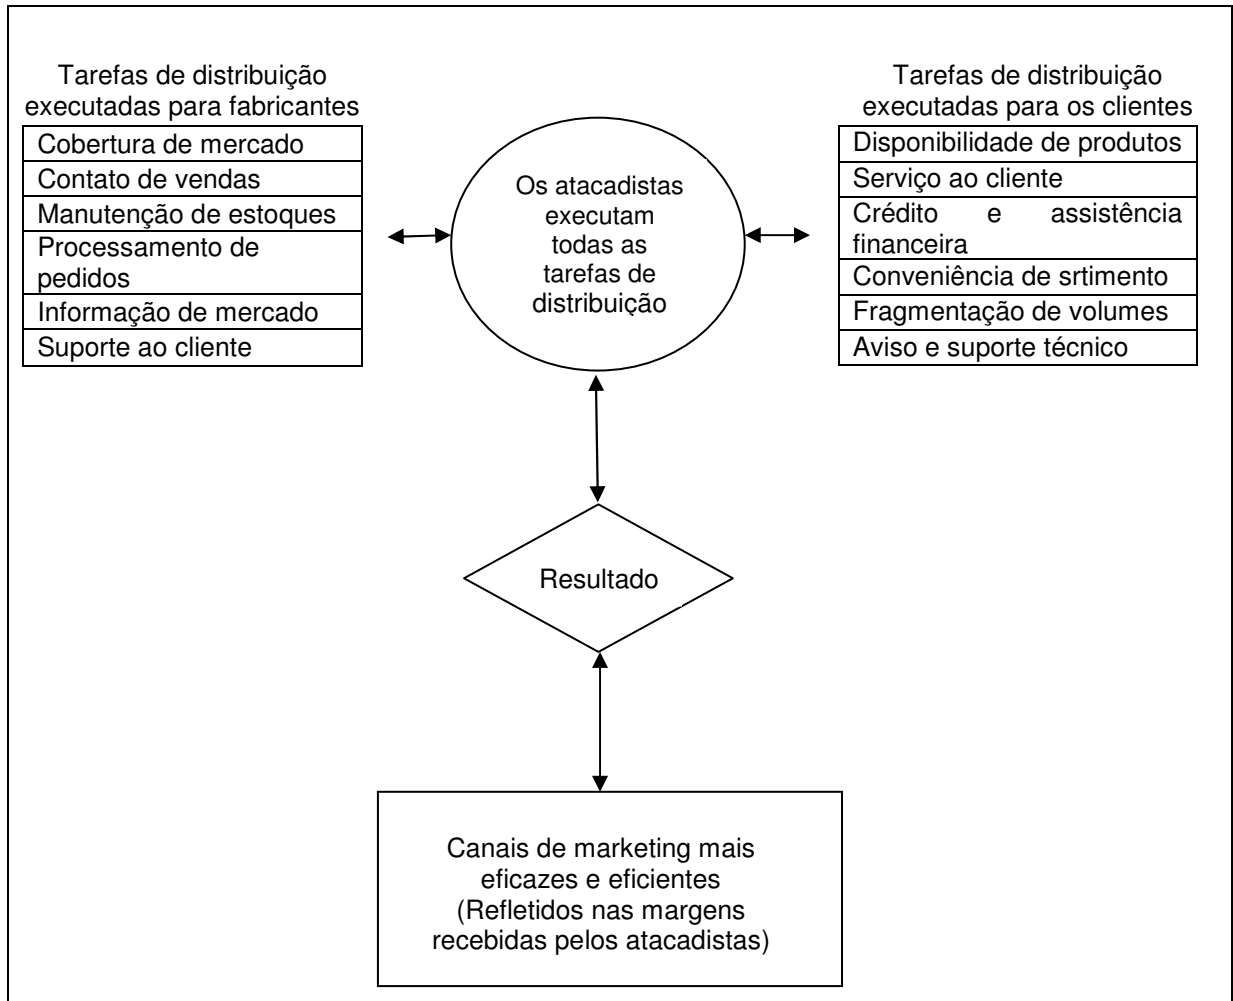 Tarefas de distribuição
executadas para fabricantes
Cobertura de mercado
Contato de vendas
Manutenção de estoques
Processamento de
pedidos
Informação de mercado
Suporte ao cliente
Os atacadistas
executam
todas as
tarefas de
distribuição
Tarefas de distribuição
executadas para os clientes
Disponibilidade de produtos
Serviço ao cliente
Crédito e assistência
financeira
Conveniência de srtimento
Fragmentação de volumes
Aviso e suporte técnico
Resultado
Canais de marketing mais
eficazes e eficientes
(Refletidos nas margens
recebidas pelos atacadistas)